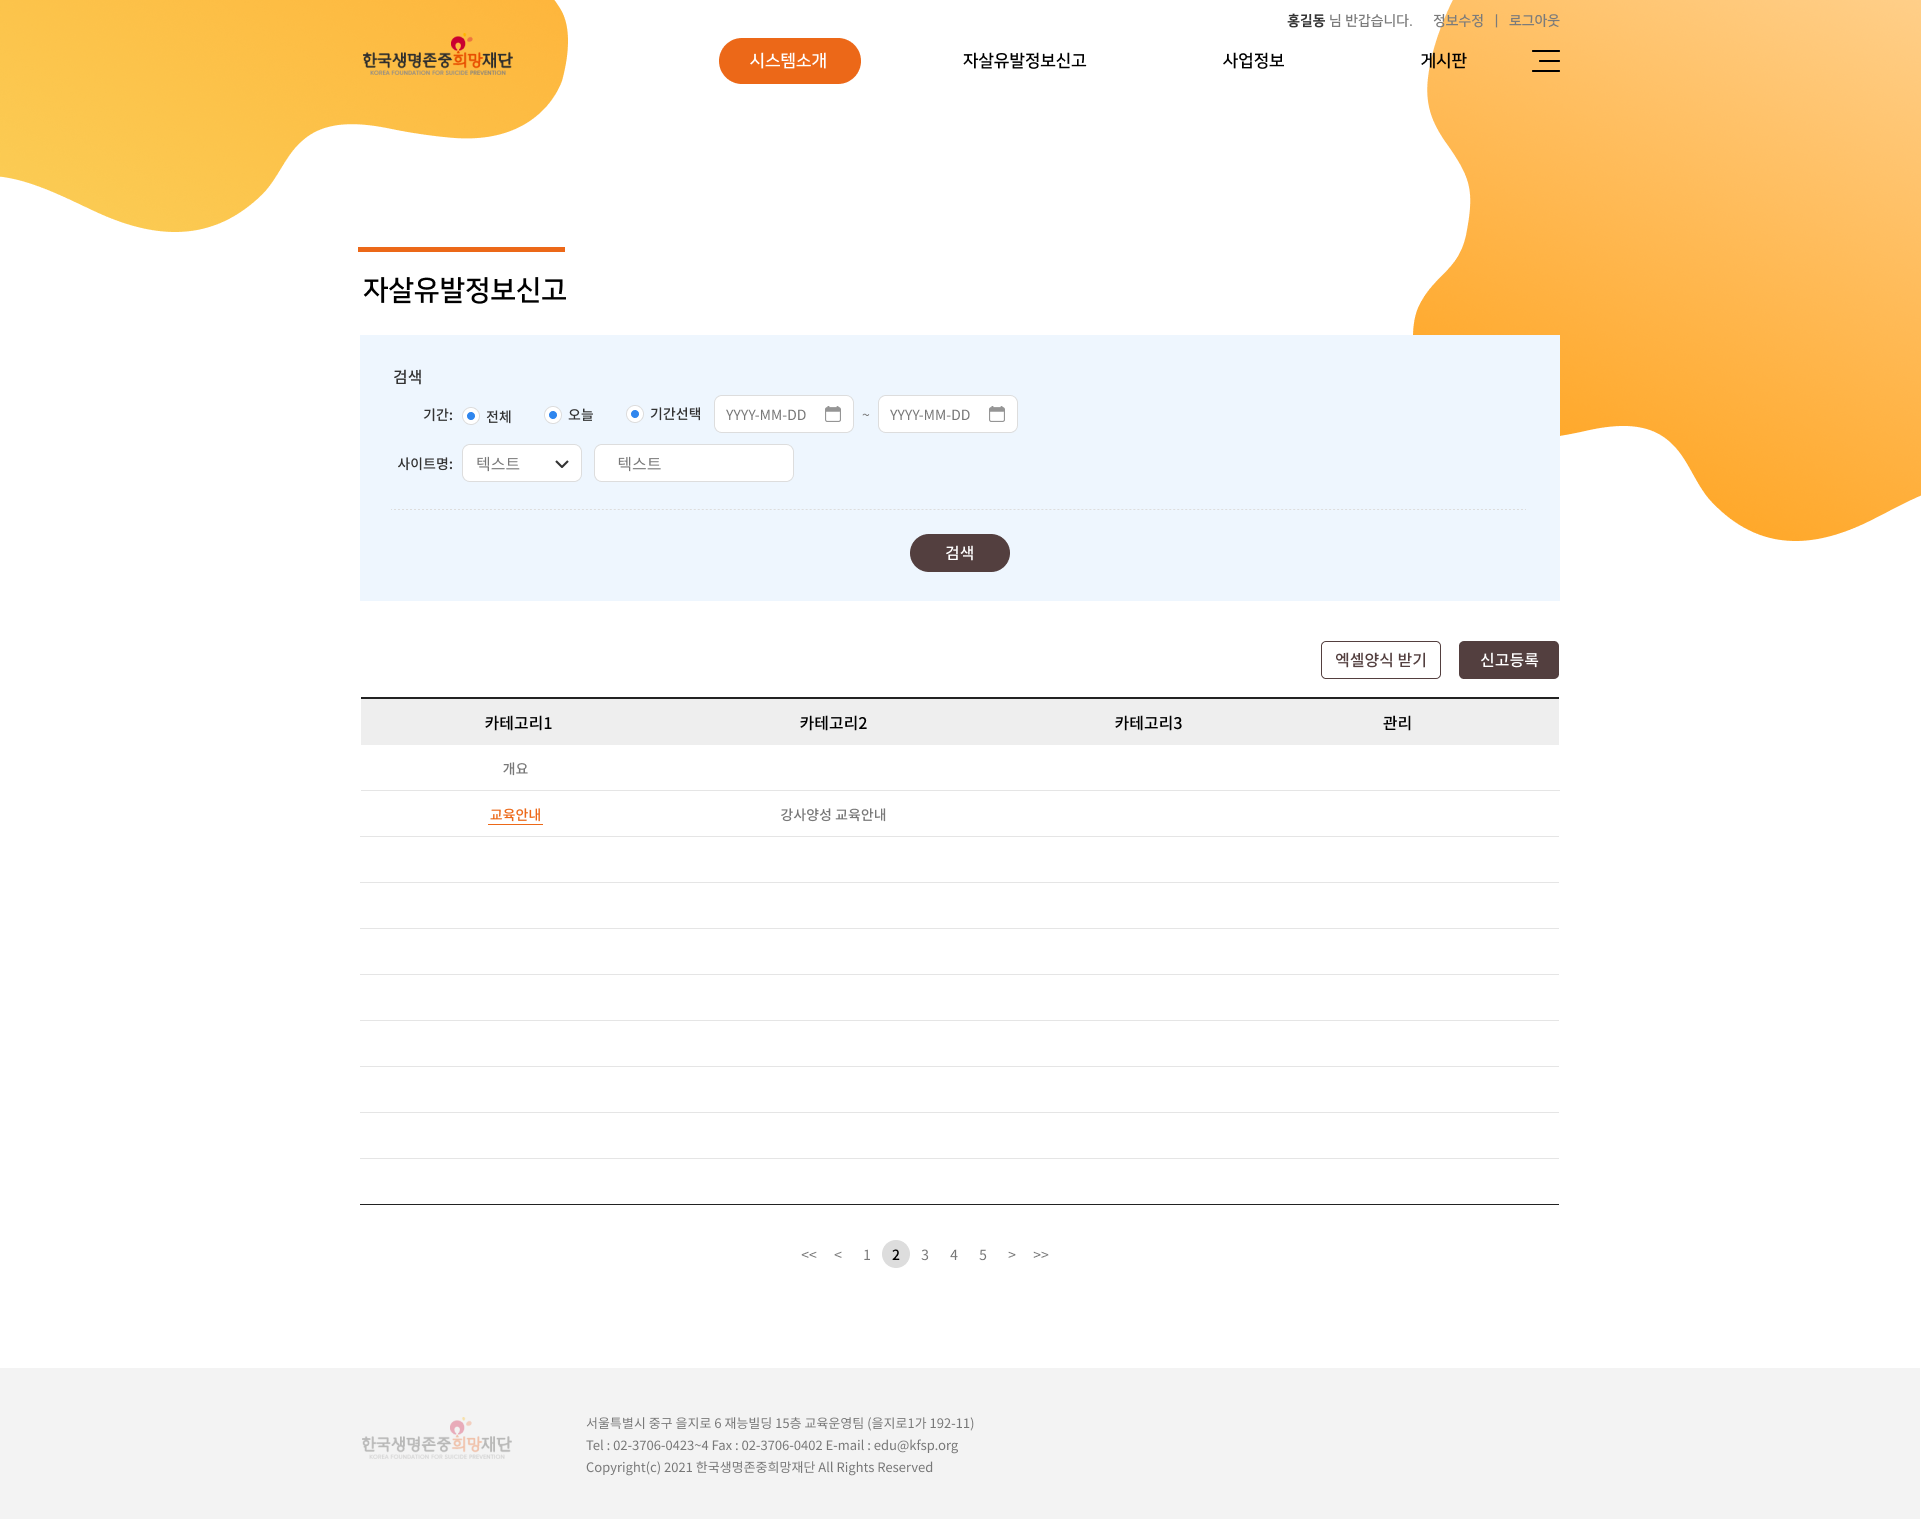 홍길동 님 반갑습니다. 정보수정 | 로그아웃
한국생명존중희망재단
KOREA FOUNDATION FOR SUICIDE PREVENTION
시스템소개 자살유발정보신고 사업정보 게시판
자살유발정보신고
검색
기간: 전체 오늘 기간선택 YYYY-MM-DD ~ YYYY-MM-DD
사이트명: 텍스트 텍스트
검색
엑셀양식 받기 신고등록
카테고리1 카테고리2 카테고리3 관리
개요
교육안내 강사양성 교육안내
<< < 1 2 3 4 5 > >>
한국생명존중희망재단
KOREA FOUNDATION FOR SUICIDE PREVENTION
서울특별시 중구 을지로 6 재능빌딩 15층 교육운영팀 (을지로1가 192-11)
Tel : 02-3706-0423~4 Fax : 02-3706-0402 E-mail : edu@kfsp.org
Copyright(c) 2021 한국생명존중희망재단 All Rights Reserved